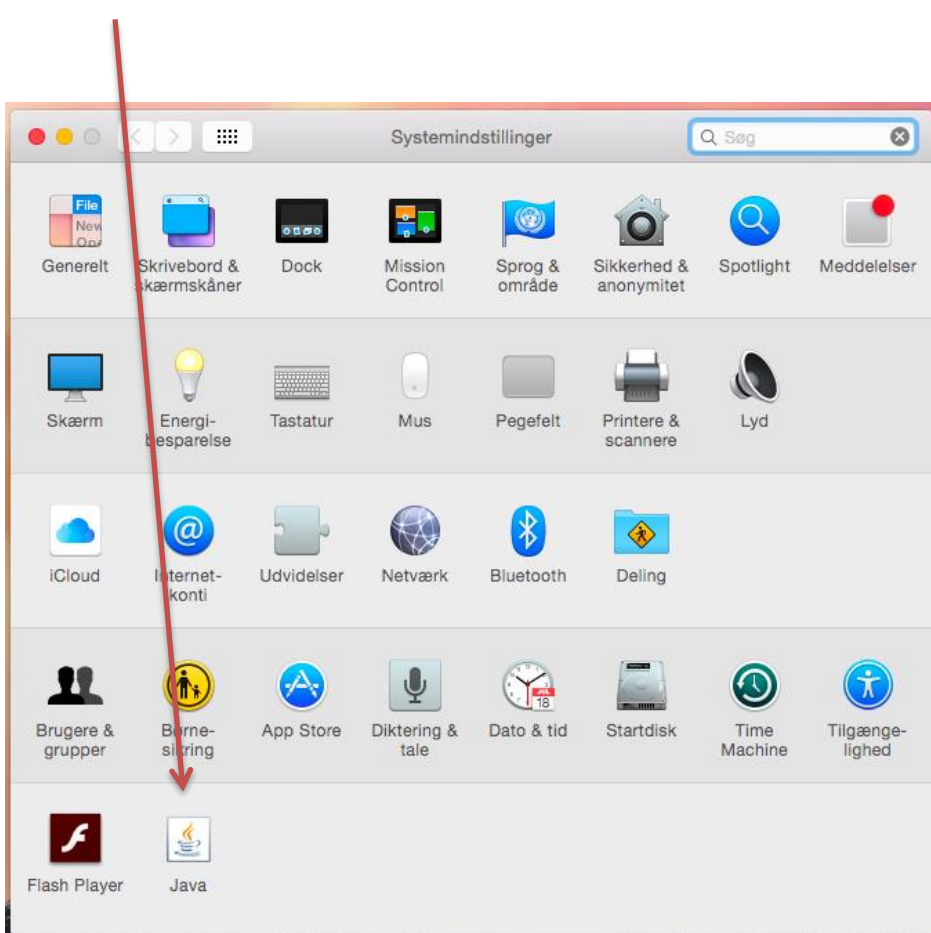 Systemindstillinger
Søg
File
New
Generelt
Skrivebord &
skærmskåner
Dock
Mission
Control
Sprog &
område
Sikkerhed &
anonymitet
Spotlight
Meddelelser
Skærm
Energi-
besparelse
Tastatur
Mus
Pegefelt
Printere &
scannere
Lyd
iCloud
@
Internet-
konti
Udvidelser
Netværk
Bluetooth
Deling
Brugere &
grupper
Børne-
sikring
App Store
Diktering &
tale
JUL
18
Dato & tid
Startdisk
Time
Machine
Tilgænge-
lighed
Flash Player
Java